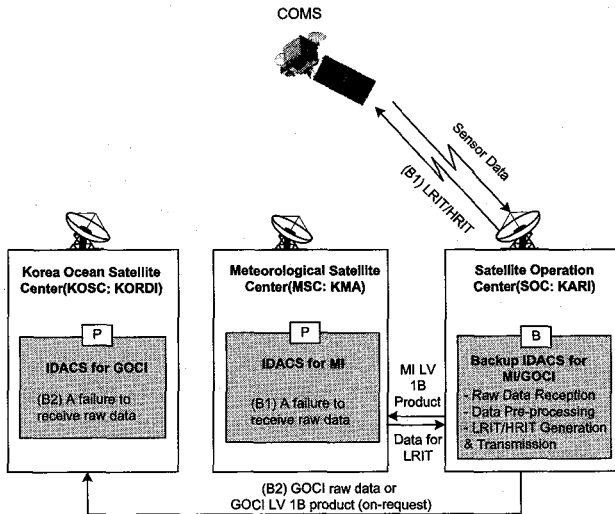 COMS
Sensor Data
(B1) LRIT/HRIT
Korea Ocean Satellite
Center(KOSC: KORDI)
P
IDACS for GOCI
(B2) A failure to
receive raw data
Meteorological Satellite
Center(MSC: KMA)
P
IDACS for MI
(B1) A failure to
receive raw data
MI LV
1B
Product
Data for
LRIT
Satellite Operation
Center(SOC: KARI)
B
Backup IDACS for
MI/GOCI
- Raw Data Reception
- Data Pre-processing
- LRIT/HRIT Generation
& Transmission
(B2) GOCI raw data or
GOCI LV 1B product (on-request)